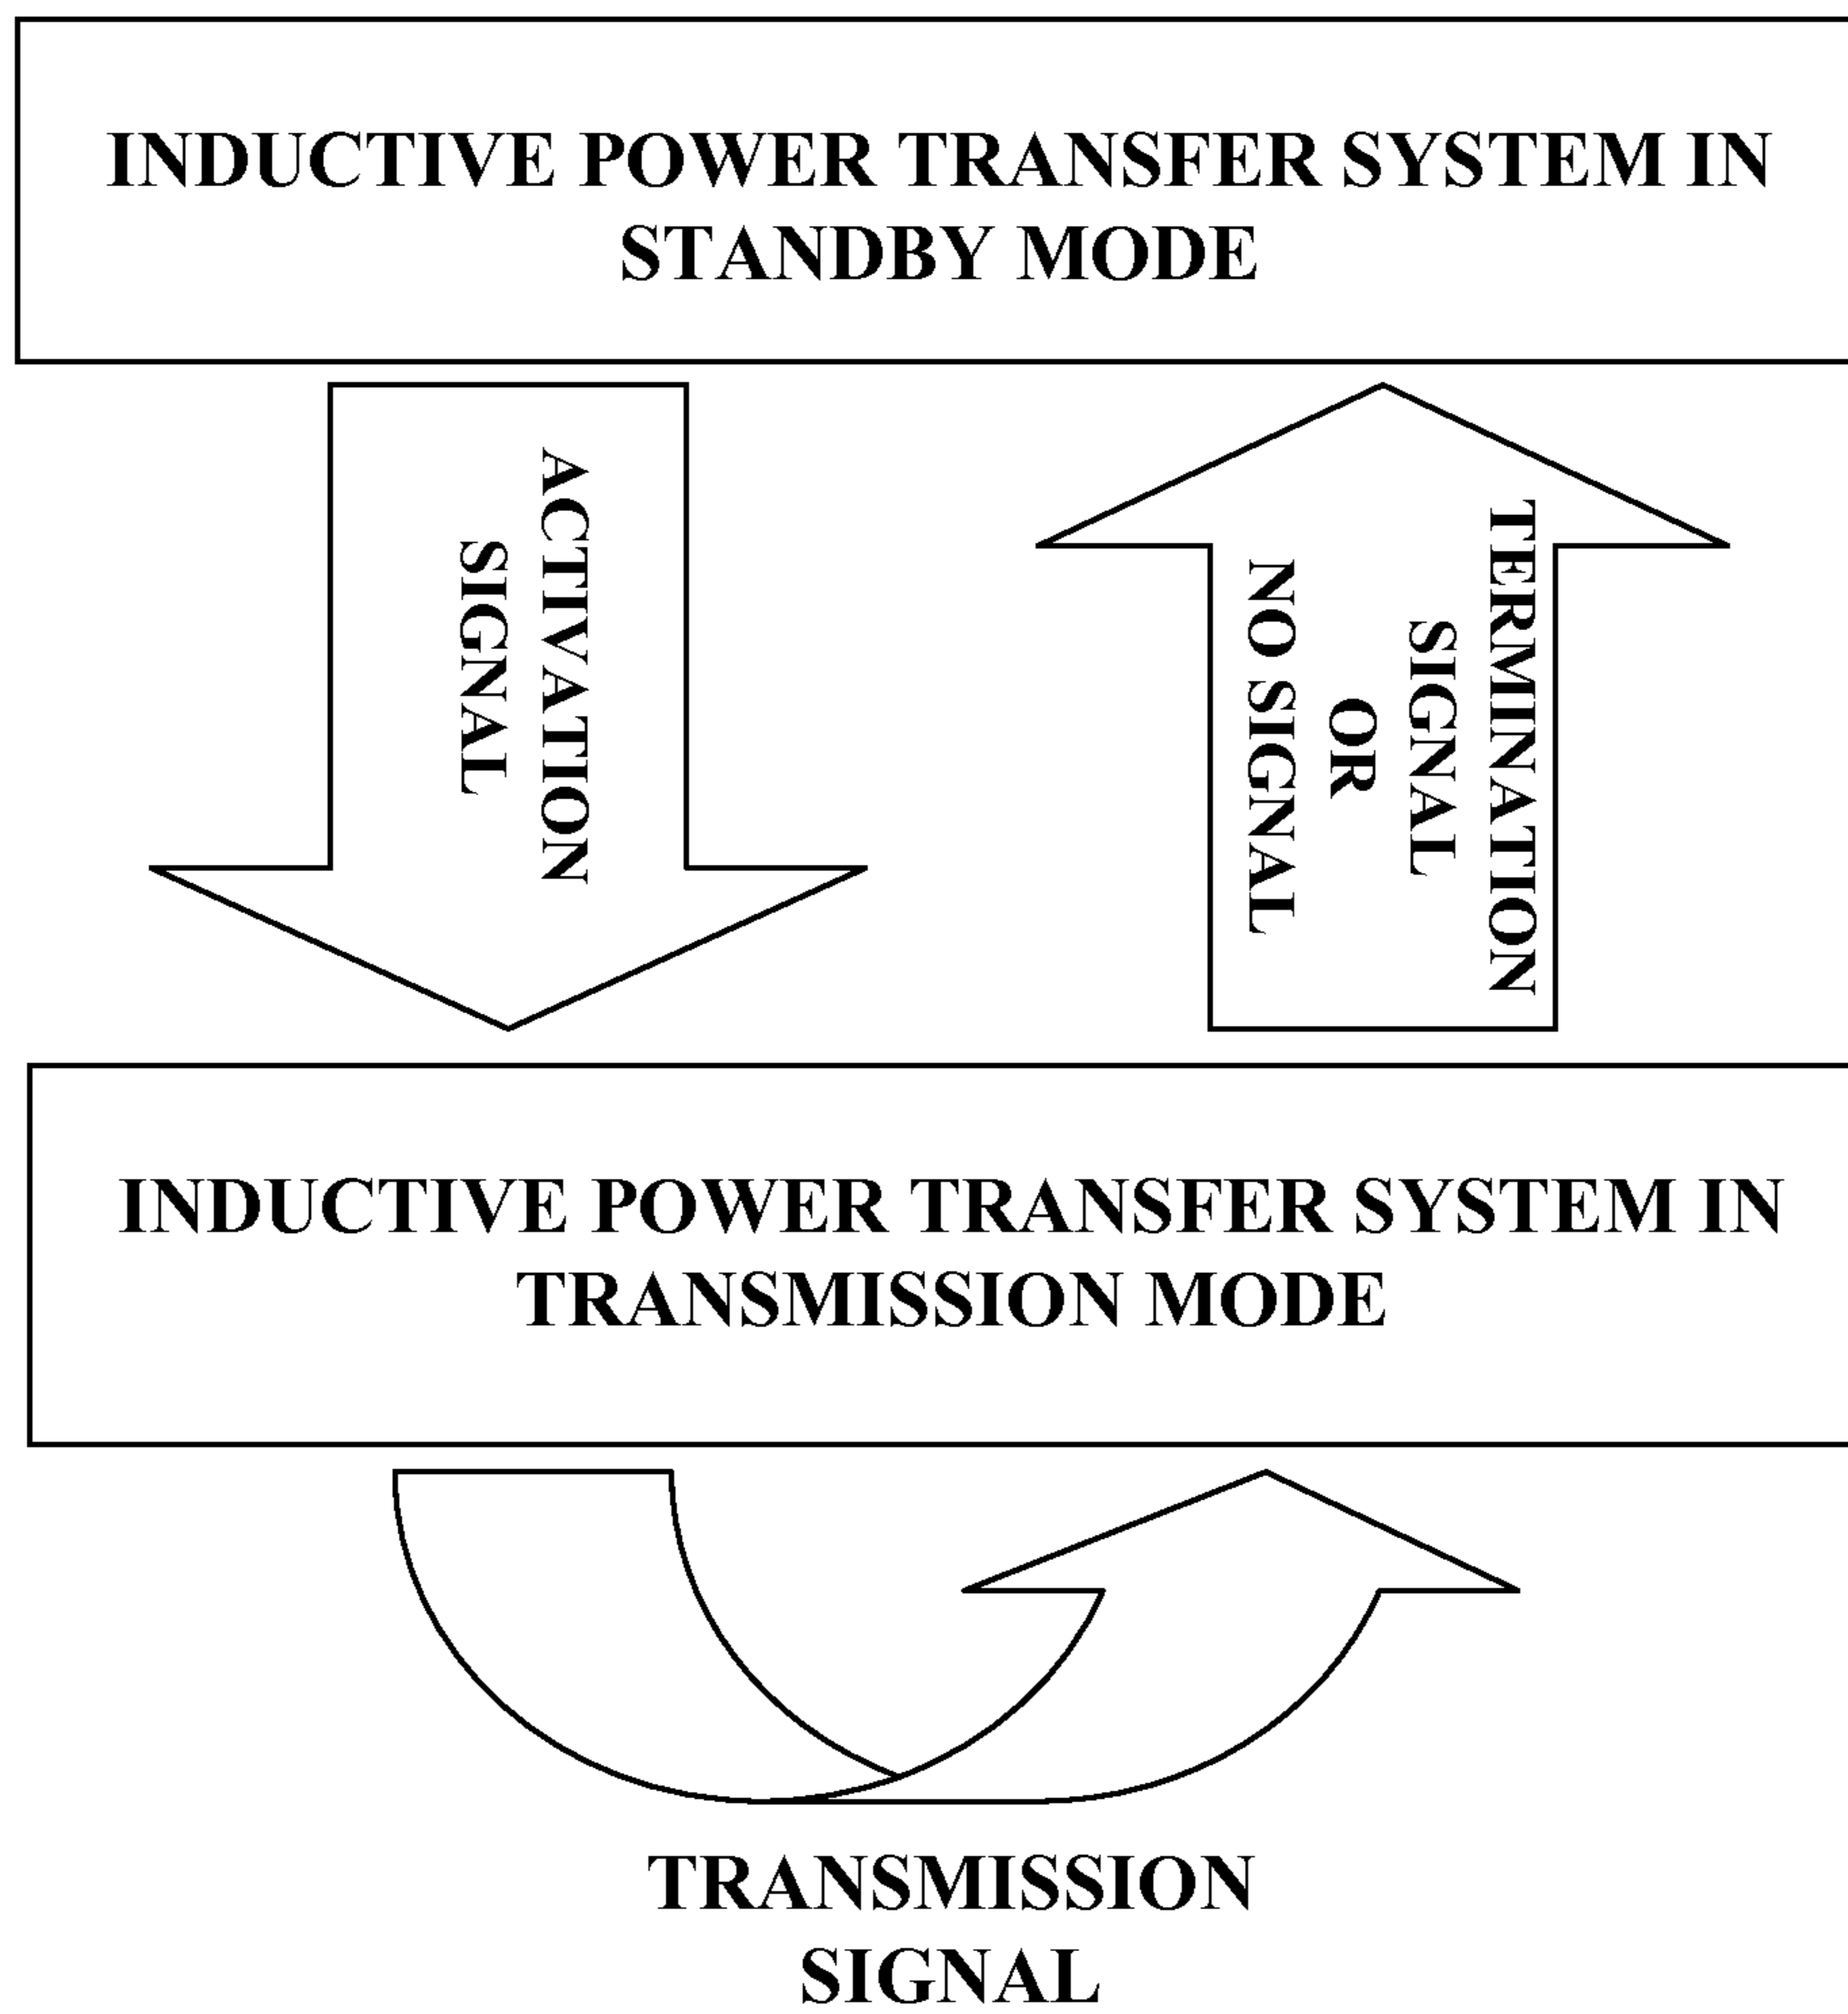 INDUCTIVE POWER TRANSFER SYSTEM IN
STANDBY MODE
ACTIVATION
SIGNAL
TERMINATION
SIGNAL
OR
NO SIGNAL
INDUCTIVE POWER TRANSFER SYSTEM IN
TRANSMISSION MODE
TRANSMISSION
SIGNAL